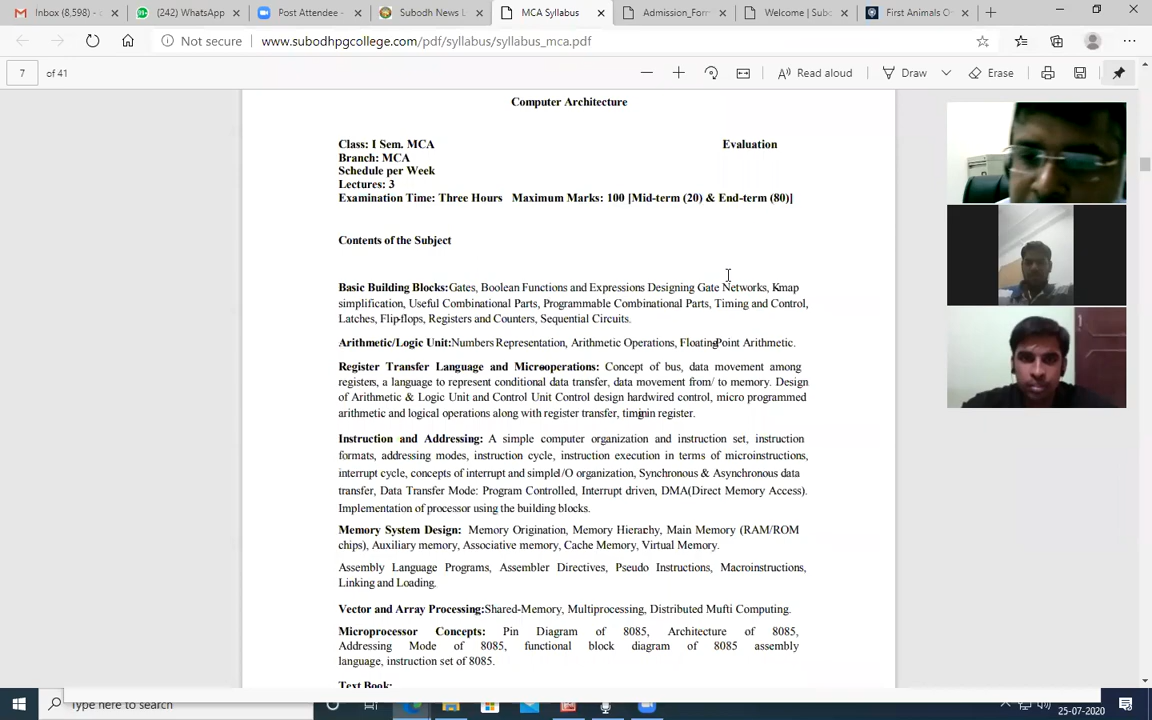 Inbox (8,598) - c
(242) WhatsApp
Post Attendee -
Subodh News L
MCA Syllabus
Admission_For
Welcome | Subo
First Animals O
Not secure
www.subodhpgcollege.com/pdf/syllabus/syllabus_mca.pdf
7 of 41
Read aloud
Draw
Erase
Computer Architecture
Class: I Sem. MCA Evaluation
Branch: MCA
Schedule per Week
Lectures: 3
Examination Time: Three Hours Maximum Marks: 100 [Mid-term (20) & End-term (80)]
Contents of the Subject
Basic Building Blocks:Gates, Boolean Functions and Expressions Designing Gate Networks, Kmap
simplification, Useful Combinational Parts, Programmable Combinational Parts, Timing and Control,
Latches, Flip-flops, Registers and Counters, Sequential Circuits.
Arithmetic/Logic Unit:Numbers Representation, Arithmetic Operations, Floating-Point Arithmetic.
Register Transfer Language and Micro-operations: Concept of bus, data movement among
registers, a language to represent conditional data transfer, data movement from/ to memory. Design
of Arithmetic & Logic Unit and Control Unit Control design hardwired control, micro programmed
arithmetic and logical operations along with register transfer, timing in register.
Instruction and Addressing: A simple computer organization and instruction set, instruction
formats, addressing modes, instruction cycle, instruction execution in terms of microinstructions,
interrupt cycle, concepts of interrupt and simple I/O organization, Synchronous & Asynchronous data
transfer, Data Transfer Mode: Program Controlled, Interrupt driven, DMA(Direct Memory Access).
Implementation of processor using the building blocks.
Memory System Design: Memory Origination, Memory Hierarchy, Main Memory (RAM/ROM
chips), Auxiliary memory, Associative memory, Cache Memory, Virtual Memory.
Assembly Language Programs, Assembler Directives, Pseudo Instructions, Macroinstructions,
Linking and Loading.
Vector and Array Processing:Shared-Memory, Multiprocessing, Distributed Mufti Computing.
Microprocessor Concepts: Pin Diagram of 8085, Architecture of 8085,
Addressing Mode of 8085, functional block diagram of 8085 assembly
language, instruction set of 8085.
Text Book:
Type here to search
25-07-2020